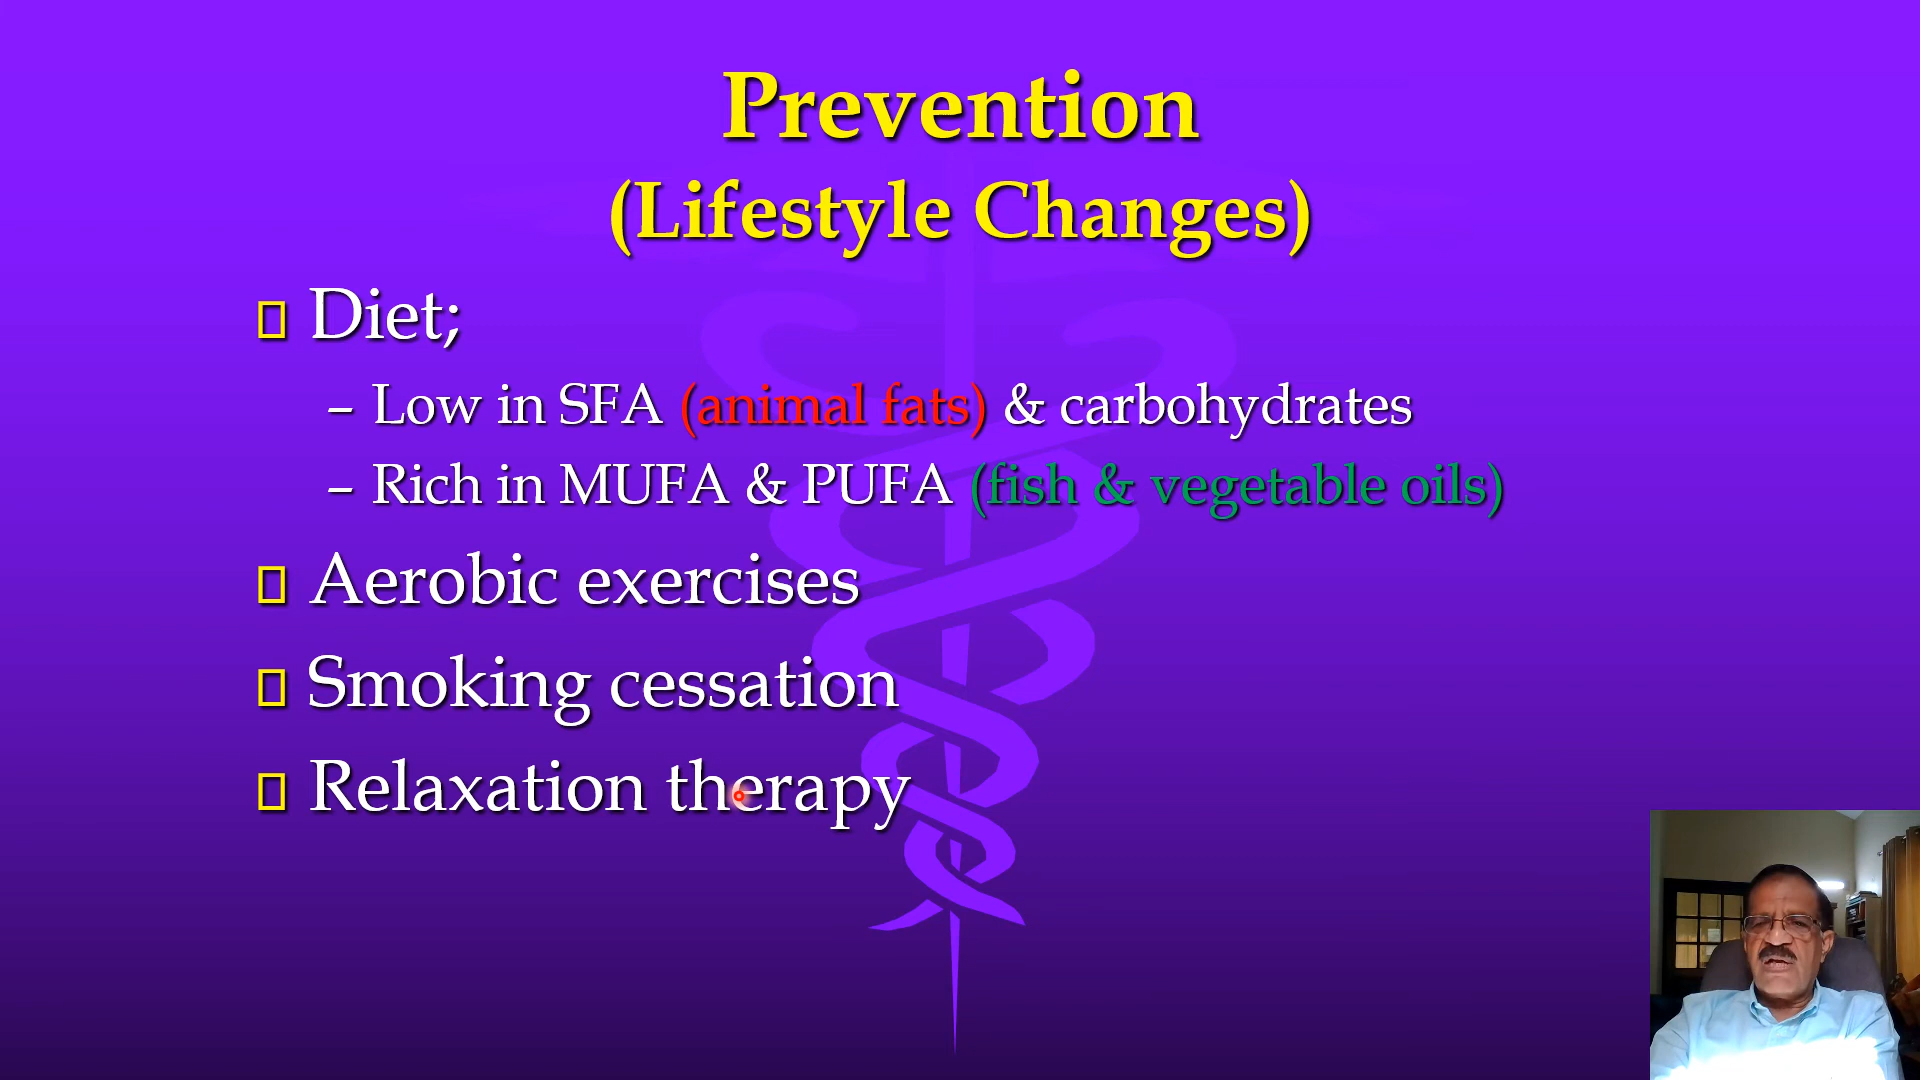 Prevention
(Lifestyle Changes)
Diet;
– Low in SFA (animal fats) & carbohydrates
– Rich in MUFA & PUFA (fish & vegetable oils)
Aerobic exercises
Smoking cessation
Relaxation therapy